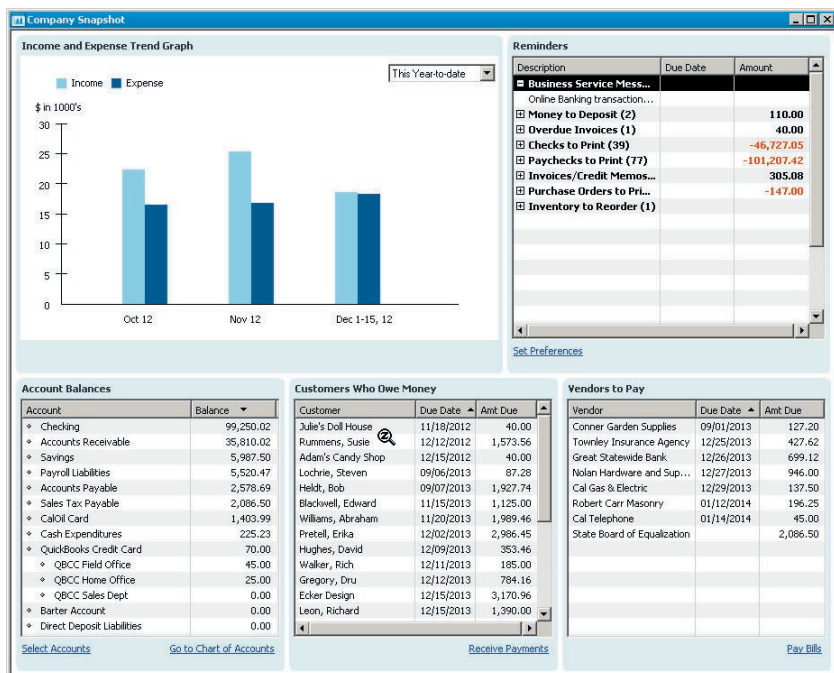 Company Snapshot
Income and Expense Trend Graph
This Year-to-date
Income Expense
$ in 1000's
30
25
20
15
10
5
0
Oct 12 Nov 12 Dec 1-15, 12
Reminders
Description Due Date Amount
Business Service Mess...
Online Banking transaction...
Money to Deposit (2) 110.00
Overdue Invoices (1) 40.00
Checks to Print (39) -46,727.05
Paychecks to Print (77) -101,207.42
Invoices/Credit Memos... 305.08
Purchase Orders to Pri... -147.00
Inventory to Reorder (1)
Set Preferences
Account Balances
Account Balance
Checking 99,250.02
Accounts Receivable 35,810.02
Savings 5,987.50
Payroll Liabilities 5,520.47
Accounts Payable 2,578.69
Sales Tax Payable 2,086.50
CalOil Card 1,403.99
Cash Expenditures 225.23
QuickBooks Credit Card 70.00
QBCC Field Office 45.00
QBCC Home Office 25.00
QBCC Sales Dept 0.00
Barter Account 0.00
Direct Deposit Liabilities 0.00
Select Accounts Go to Chart of Accounts
Customers Who Owe Money
Customer Due Date Amt Due
Julie's Doll House 11/18/2012 40.00
Rummens, Susie 12/12/2012 1,573.56
Adam's Candy Shop 12/15/2012 40.00
Lochrie, Steven 09/06/2013 87.28
Heldt, Bob 09/07/2013 1,927.74
Blackwell, Edward 11/15/2013 1,125.00
Williams, Abraham 11/20/2013 1,989.46
Pretell, Erika 12/02/2013 2,986.45
Hughes, David 12/09/2013 353.46
Walker, Rich 12/11/2013 185.00
Gregory, Dru 12/12/2013 784.16
Ecker Design 12/15/2013 3,170.96
Leon, Richard 12/15/2013 1,390.00
Receive Payments
Vendors to Pay
Vendor Due Date Amt Due
Conner Garden Supplies 09/01/2013 127.20
Townley Insurance Agency 12/25/2013 427.62
Great Statewide Bank 12/26/2013 699.12
Nolan Hardware and Sup... 12/27/2013 946.00
Cal Gas & Electric 12/29/2013 137.50
Robert Carr Masonry 01/12/2014 196.25
Cal Telephone 01/14/2014 45.00
State Board of Equalization 2,086.50
Pay Bills